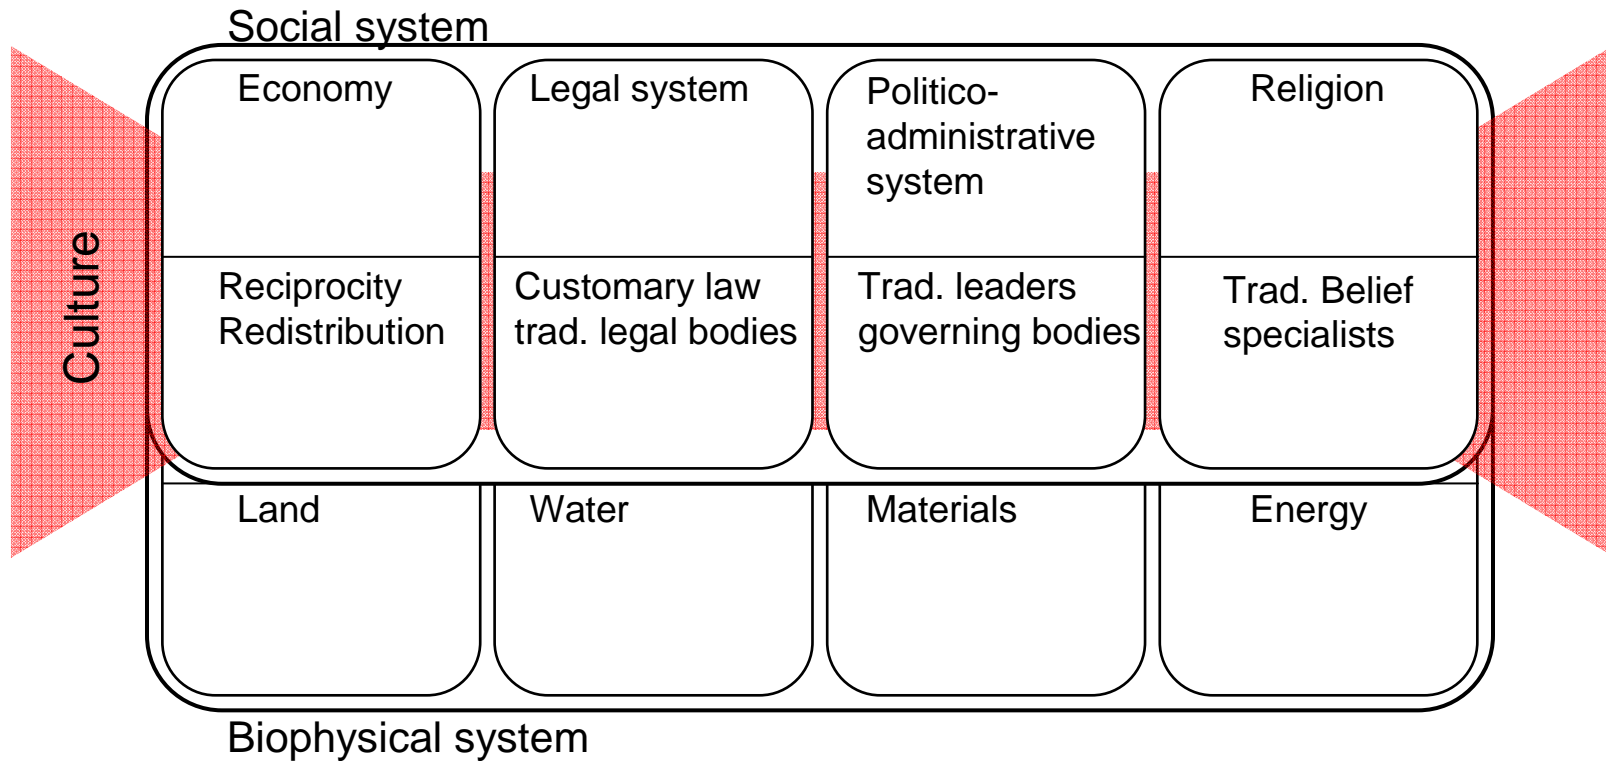 Social system
Economy
Legal system
Politico-
administrative
system
Religion
Culture
Reciprocity
Redistribution
Customary law
trad. legal bodies
Trad. leaders
governing bodies
Trad. Belief
specialists
Land
Water
Materials
Energy
Biophysical system